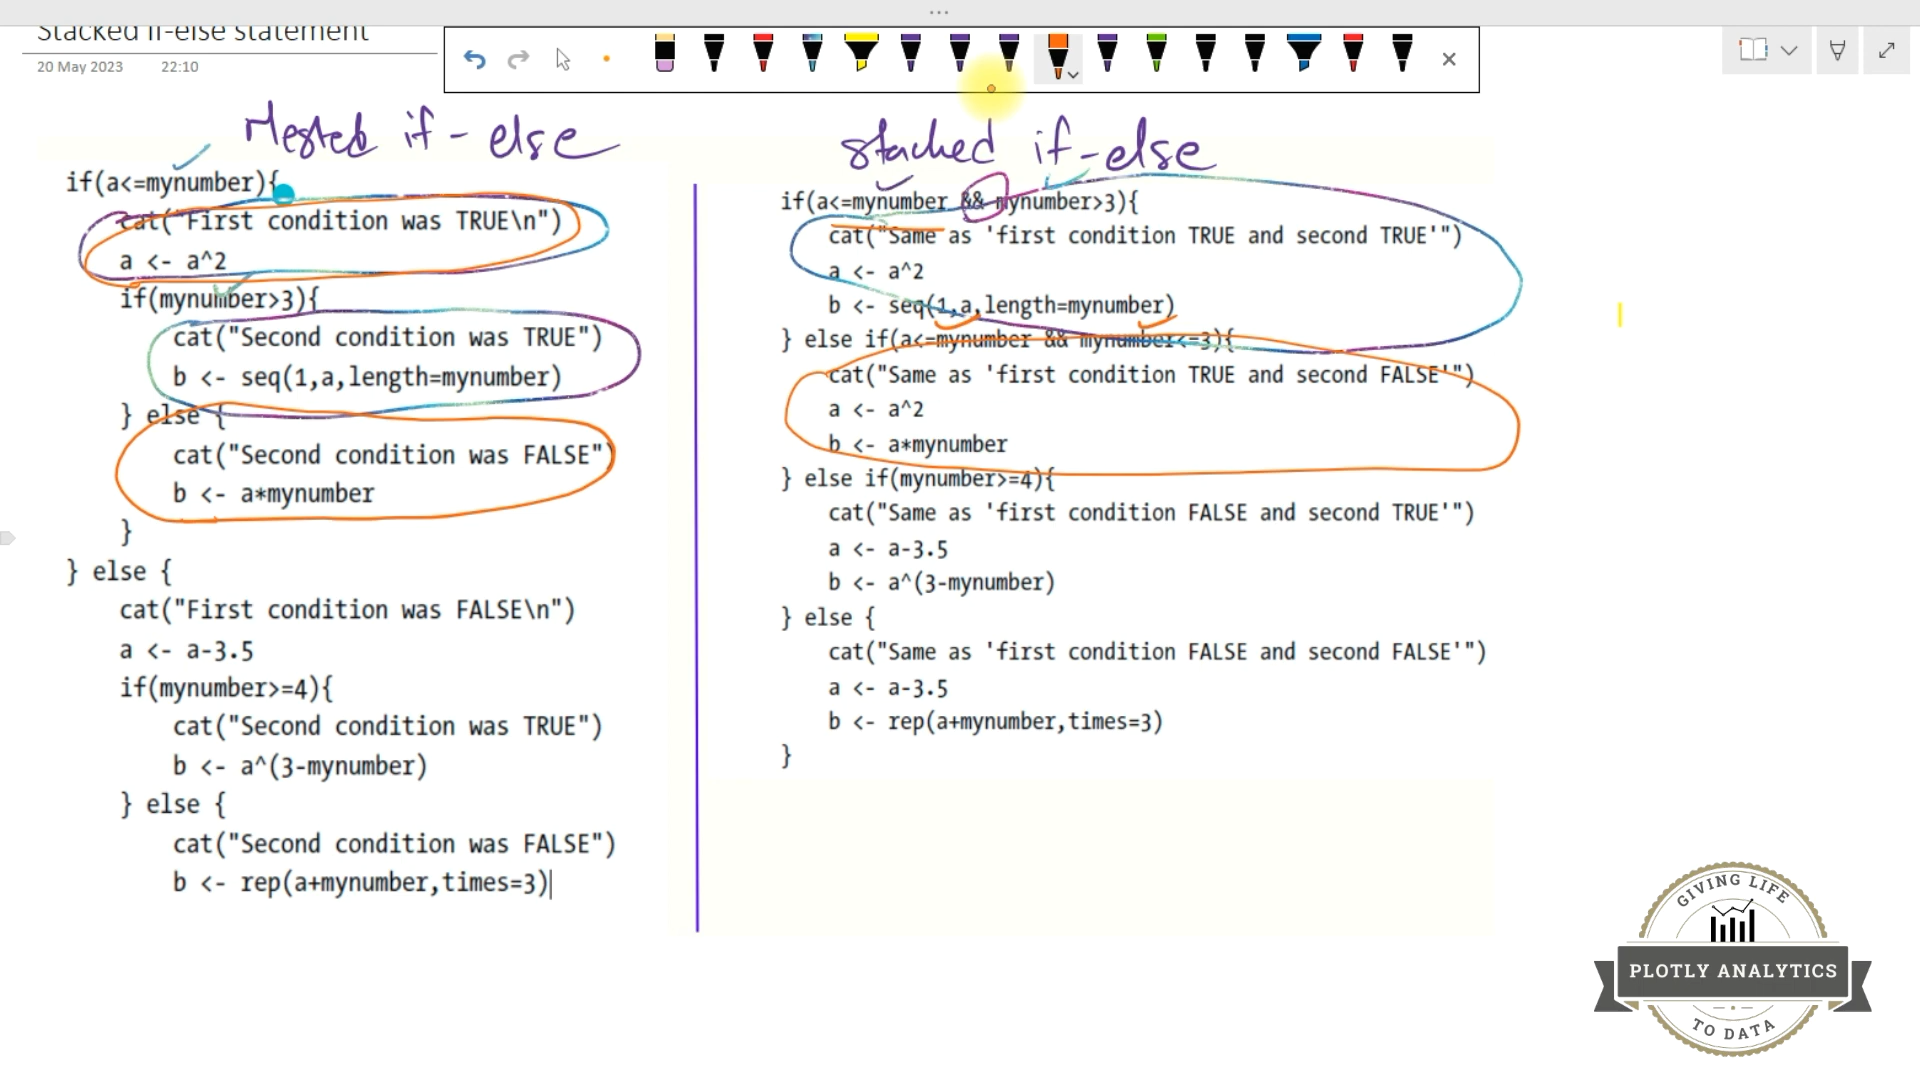 Stacked if-else statement
20 May 2023 22:10
Nested if - else
if(a<=mynumber){
cat("First condition was TRUE\n")
a <- a^2
if(mynumber>3){
cat("Second condition was TRUE")
b <- seq(1,a,length=mynumber)
} else {
cat("Second condition was FALSE")
b <- a*mynumber
}
} else {
cat("First condition was FALSE\n")
a <- a-3.5
if(mynumber>=4){
cat("Second condition was TRUE")
b <- a^(3-mynumber)
} else {
cat("Second condition was FALSE")
b <- rep(a+mynumber,times=3)
stacked if-else
if(a<=mynumber && mynumber>3){
cat("Same as 'first condition TRUE and second TRUE'")
a <- a^2
b <- seq(1,a,length=mynumber)
} else if(a<=mynumber && mynumber<=3){
cat("Same as 'first condition TRUE and second FALSE'")
a <- a^2
b <- a*mynumber
} else if(mynumber>=4){
cat("Same as 'first condition FALSE and second TRUE'")
a <- a-3.5
b <- a^(3-mynumber)
} else {
cat("Same as 'first condition FALSE and second FALSE'")
a <- a-3.5
b <- rep(a+mynumber,times=3)
}
GIVING LIFE
PLOTLY ANALYTICS
TO DATA